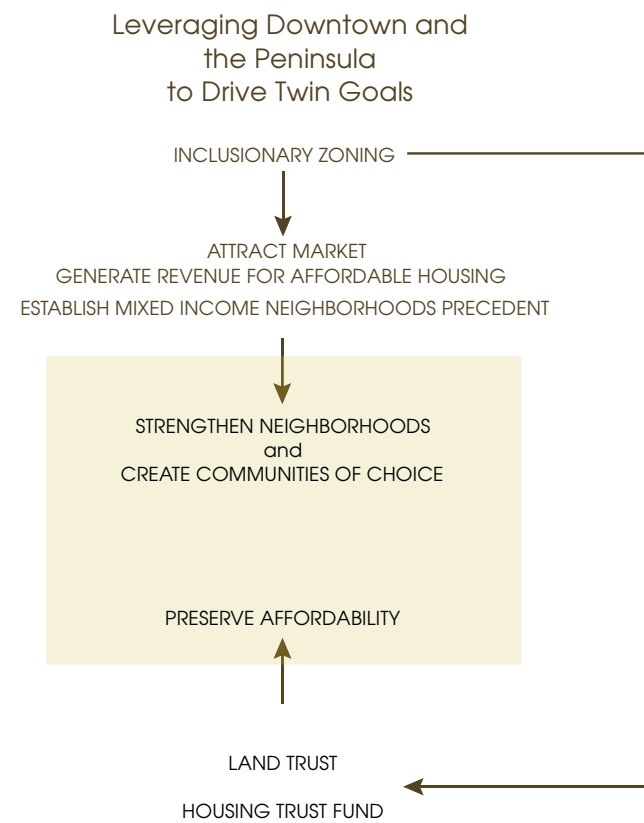 Leveraging Downtown and
the Peninsula
to Drive Twin Goals
INCLUSIONARY ZONING
ATTRACT MARKET
GENERATE REVENUE FOR AFFORDABLE HOUSING
ESTABLISH MIXED INCOME NEIGHBORHOODS PRECEDENT
STRENGTHEN NEIGHBORHOODS
and
CREATE COMMUNITIES OF CHOICE
PRESERVE AFFORDABILITY
LAND TRUST
HOUSING TRUST FUND